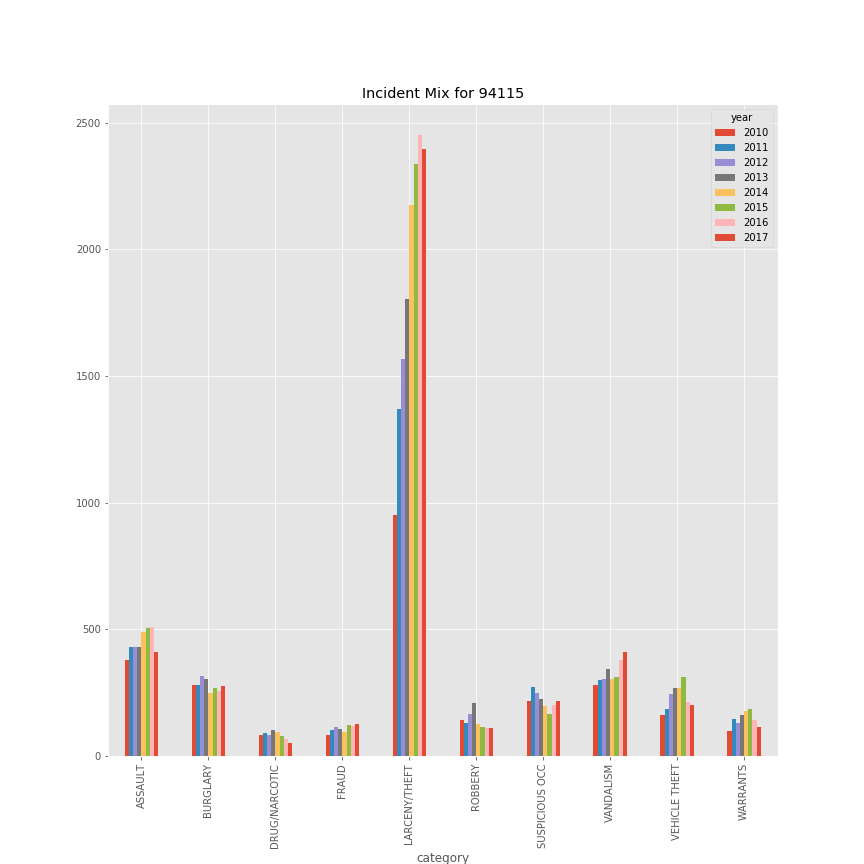 Incident Mix for 94115
year
2010
2011
2012
2013
2014
2015
2016
2017
2500
2000
1500
1000
500
0
ASSAULT
BURGLARY
DRUG/NARCOTIC
FRAUD
LARCENY/THEFT
ROBBERY
SUSPICIOUS OCC
VANDALISM
VEHICLE THEFT
WARRANTS
category